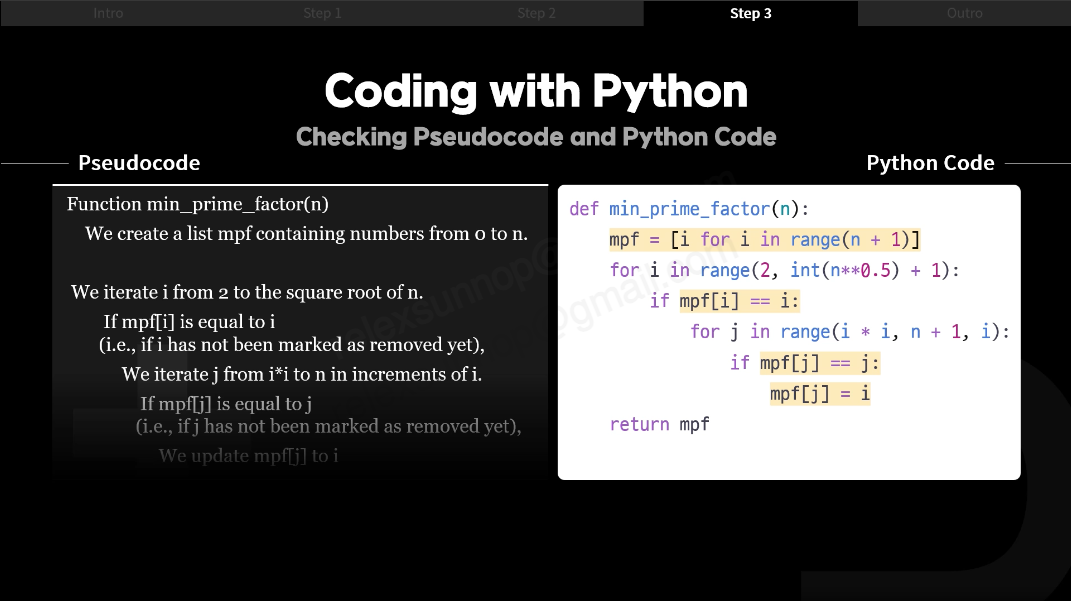 Intro
Step 1
Step 2
Step 3
Outro
Coding with Python
Checking Pseudocode and Python Code
Pseudocode
Function min_prime_factor(n)
We create a list mpf containing numbers from 0 to n.
We iterate i from 2 to the square root of n.
If mpf[i] is equal to i
(i.e., if i has not been marked as removed yet),
We iterate j from i*i to n in increments of i.
If mpf[j] is equal to j
(i.e., if j has not been marked as removed yet),
We update mpf[j] to i
Python Code
def min_prime_factor(n):
mpf = [i for i in range(n + 1)]
for i in range(2, int(n**0.5) + 1):
if mpf[i] == i:
for j in range(i * i, n + 1, i):
if mpf[j] == j:
mpf[j] = i
return mpf